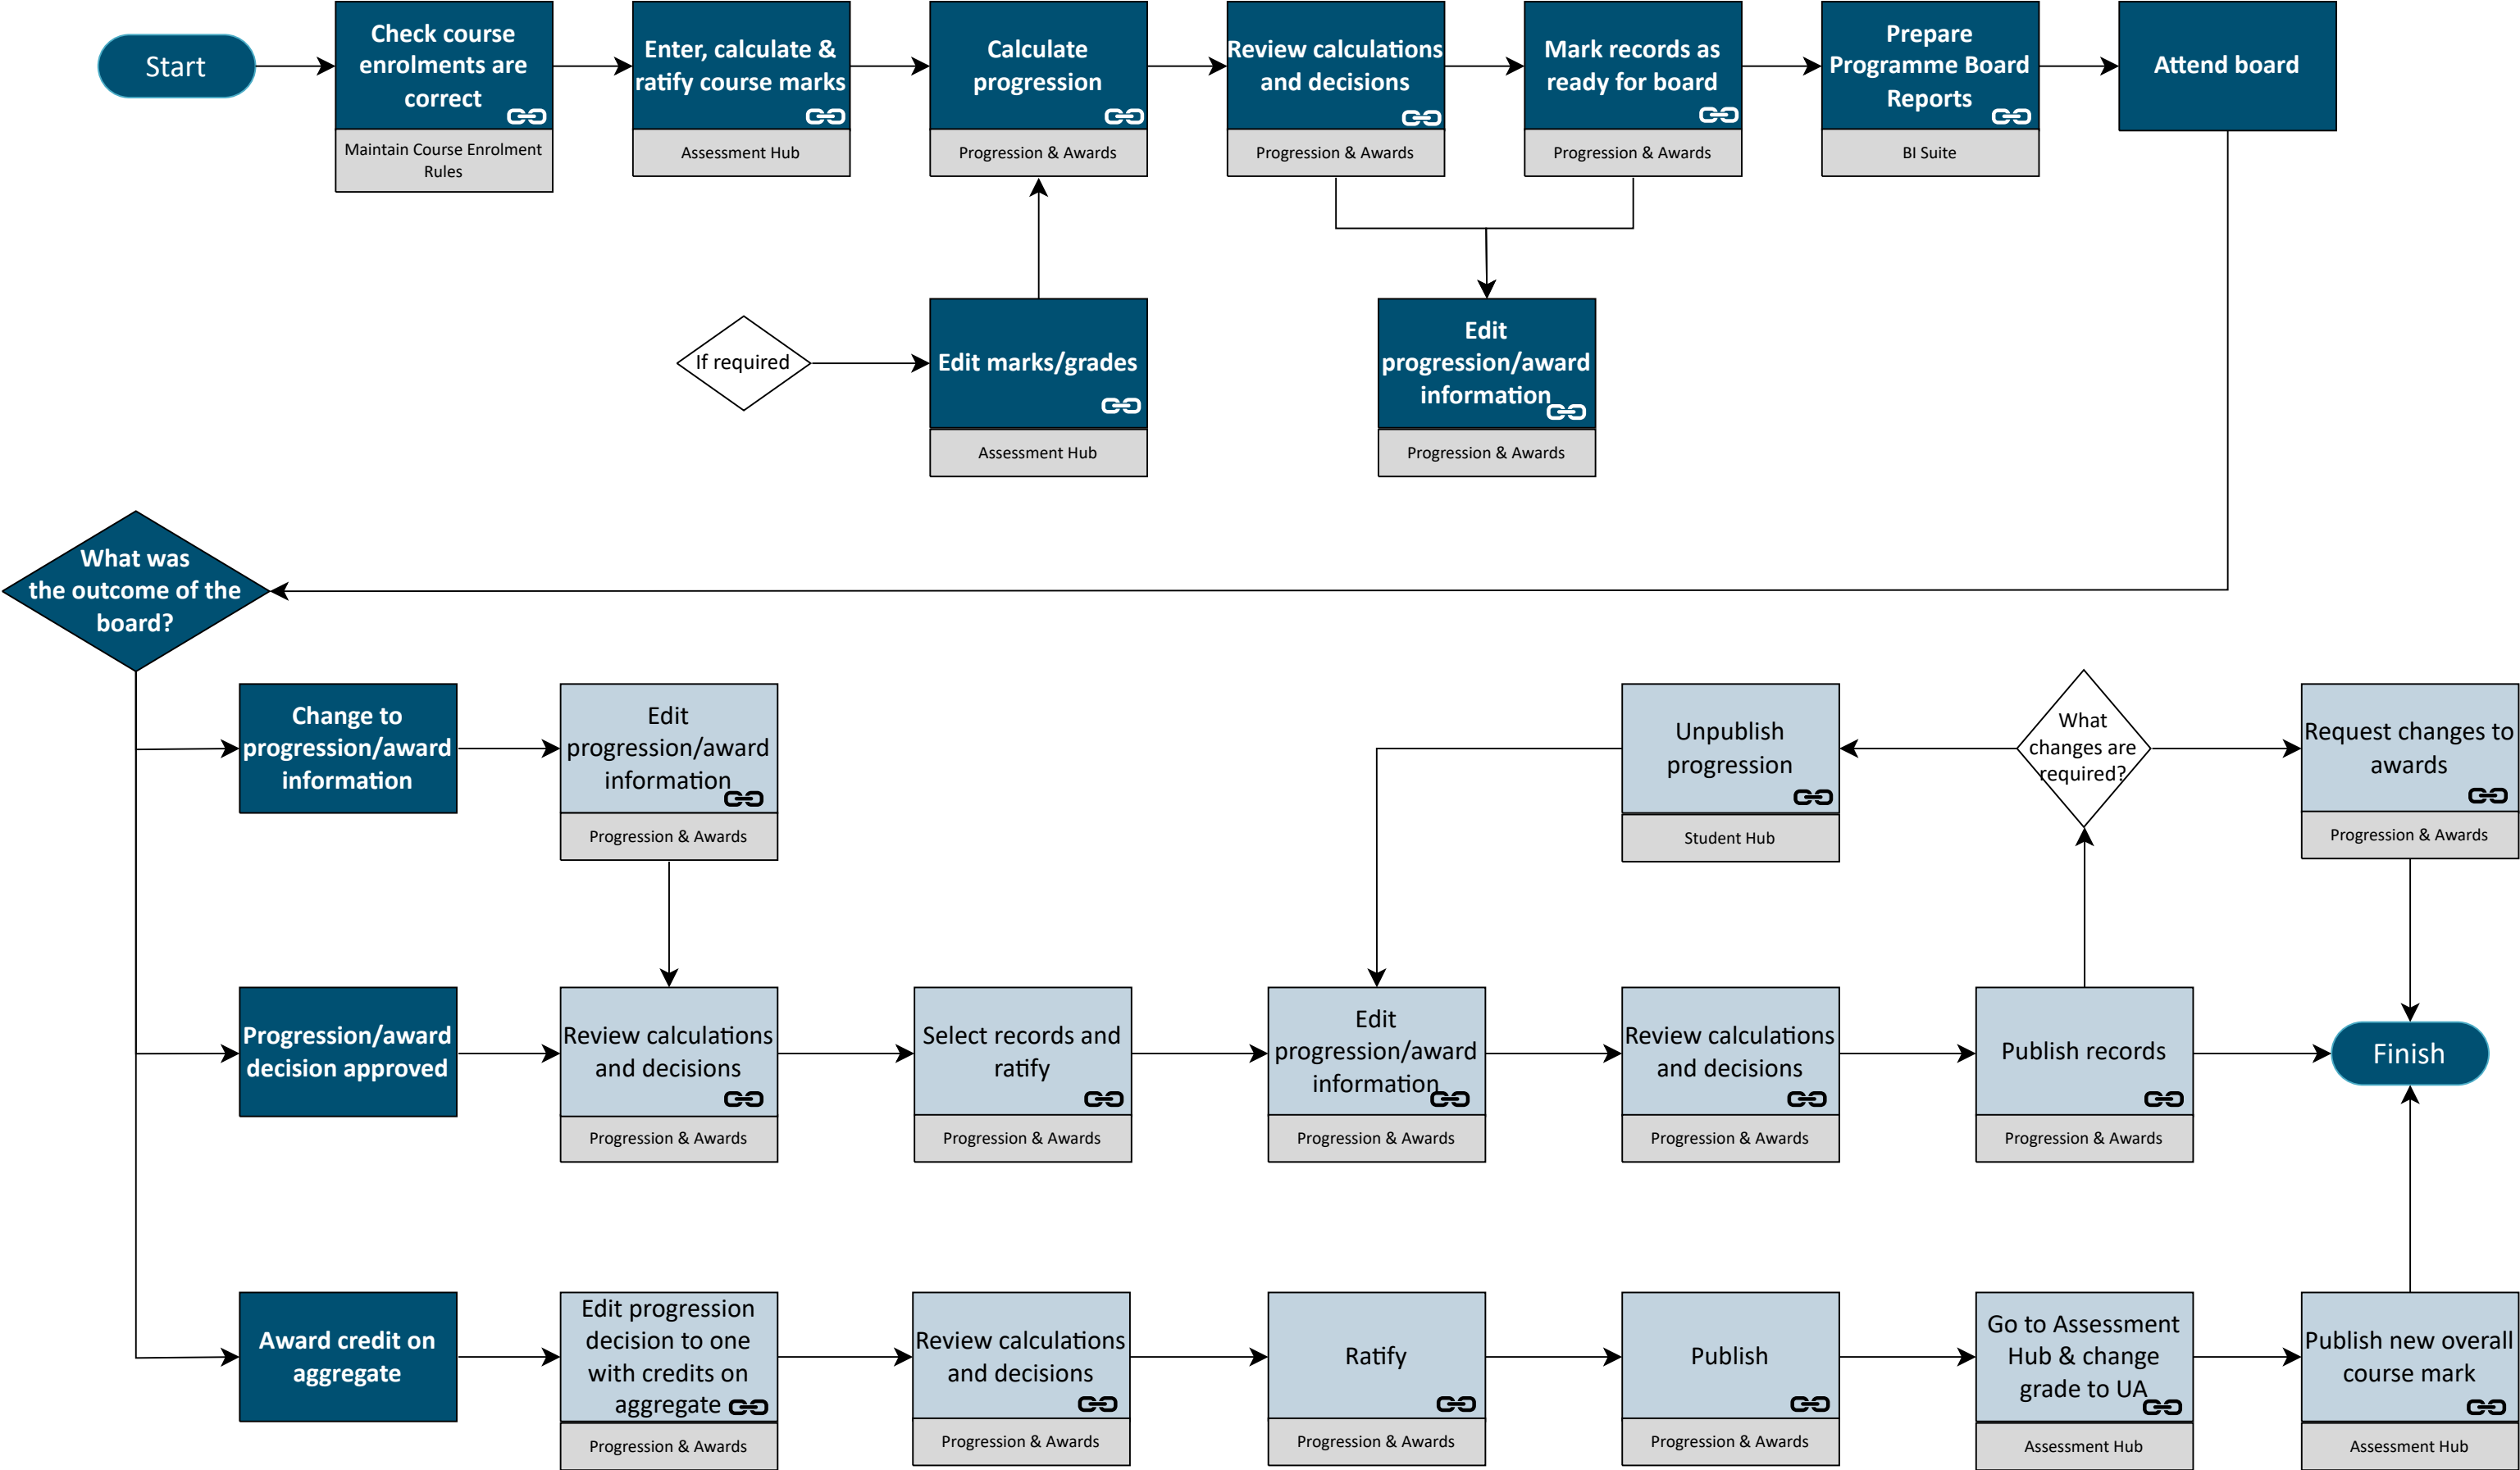 Start
Check course
enrolments are
correct
Maintain Course Enrolment
Rules
Enter, calculate &
ratify course marks
Assessment Hub
Calculate
progression
Progression & Awards
Review calculations
and decisions
Progression & Awards
Mark records as
ready for board
Progression & Awards
Prepare
Programme Board
Reports
BI Suite
Attend board
If required
Edit marks/grades
Assessment Hub
Edit
progression/award
information
Progression & Awards
What was
the outcome of the
board?
Change to
progression/award
information
Edit
progression/award
information
Progression & Awards
Unpublish
progression
Student Hub
What
changes are
required?
Request changes to
awards
Progression & Awards
Progression/award
decision approved
Review calculations
and decisions
Progression & Awards
Select records and
ratify
Progression & Awards
Edit
progression/award
information
Progression & Awards
Review calculations
and decisions
Progression & Awards
Publish records
Progression & Awards
Finish
Award credit on
aggregate
Edit progression
decision to one
with credits on
aggregate
Progression & Awards
Review calculations
and decisions
Progression & Awards
Ratify
Progression & Awards
Publish
Progression & Awards
Go to Assessment
Hub & change
grade to UA
Assessment Hub
Publish new overall
course mark
Assessment Hub